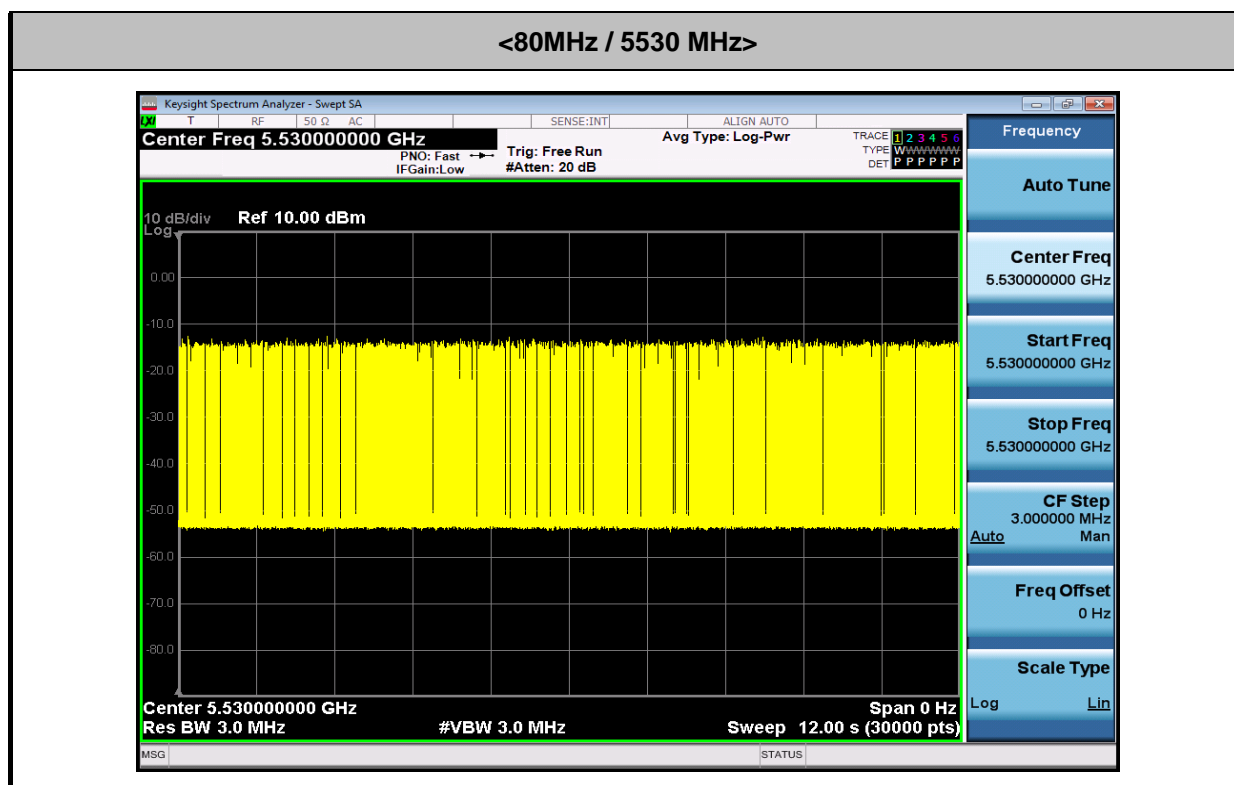 <80MHz / 5530 MHz>
Keysight Spectrum Analyzer - Swept SA
LXI T RF 50 Ω AC SENSE:INT ALIGN AUTO
Center Freq 5.530000000 GHz
PNO: Fast
IFGain:Low
Trig: Free Run
#Atten: 20 dB
Avg Type: Log-Pwr
TRACE 1 2 3 4 5 6
TYPE WWWWWW
DET P P P P P P
10 dB/div Ref 10.00 dBm
Log
0.00
-10.0
-20.0
-30.0
-40.0
-50.0
-60.0
-70.0
-80.0
Center 5.530000000 GHz Span 0 Hz
Res BW 3.0 MHz #VBW 3.0 MHz Sweep 12.00 s (30000 pts)
MSG STATUS
Frequency
Auto Tune
Center Freq
5.530000000 GHz
Start Freq
5.530000000 GHz
Stop Freq
5.530000000 GHz
CF Step
3.000000 MHz
Auto Man
Freq Offset
0 Hz
Scale Type
Log Lin